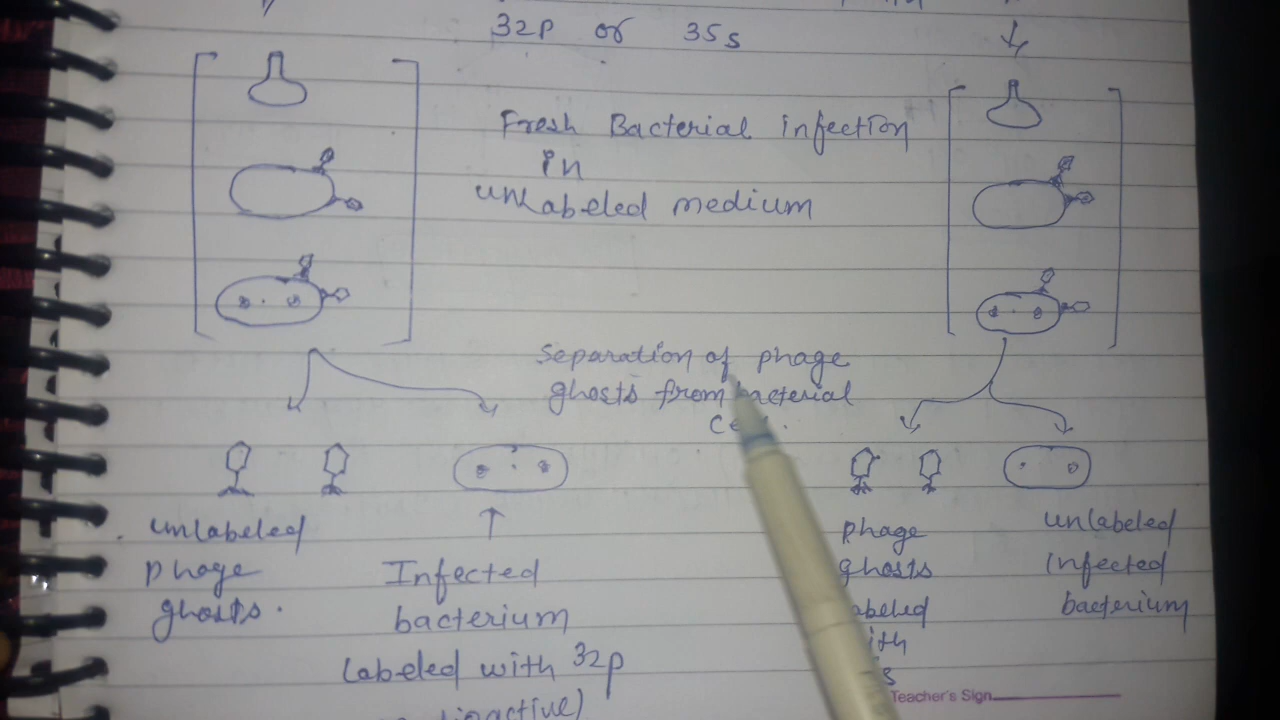 32P or 35s
Fresh Bacterial infection
in
unlabeled medium
Separation of phage
ghosts from bacterial
unlabeled
phage
ghosts.
Infected
bacterium
Labeled with 32p
phage
ghosts
unlabeled
infected
bacterium
Teacher's Sign